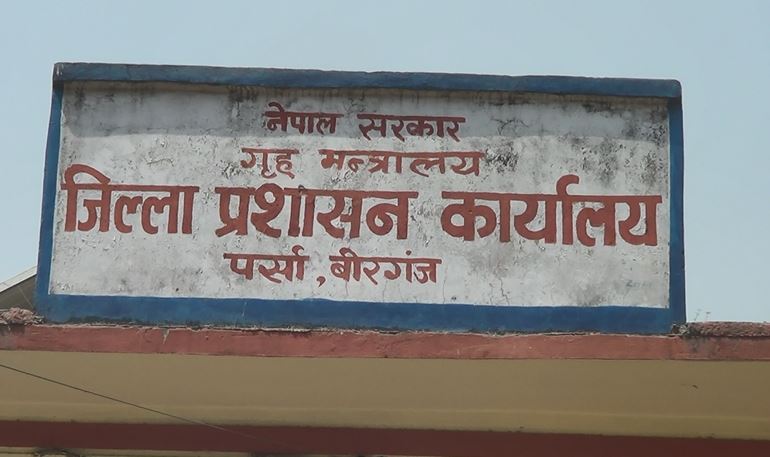 नेपाल सरकार
गृह मन्त्रालय
जिल्ला प्रशासन कार्यालय
पर्सा, बीरगंज